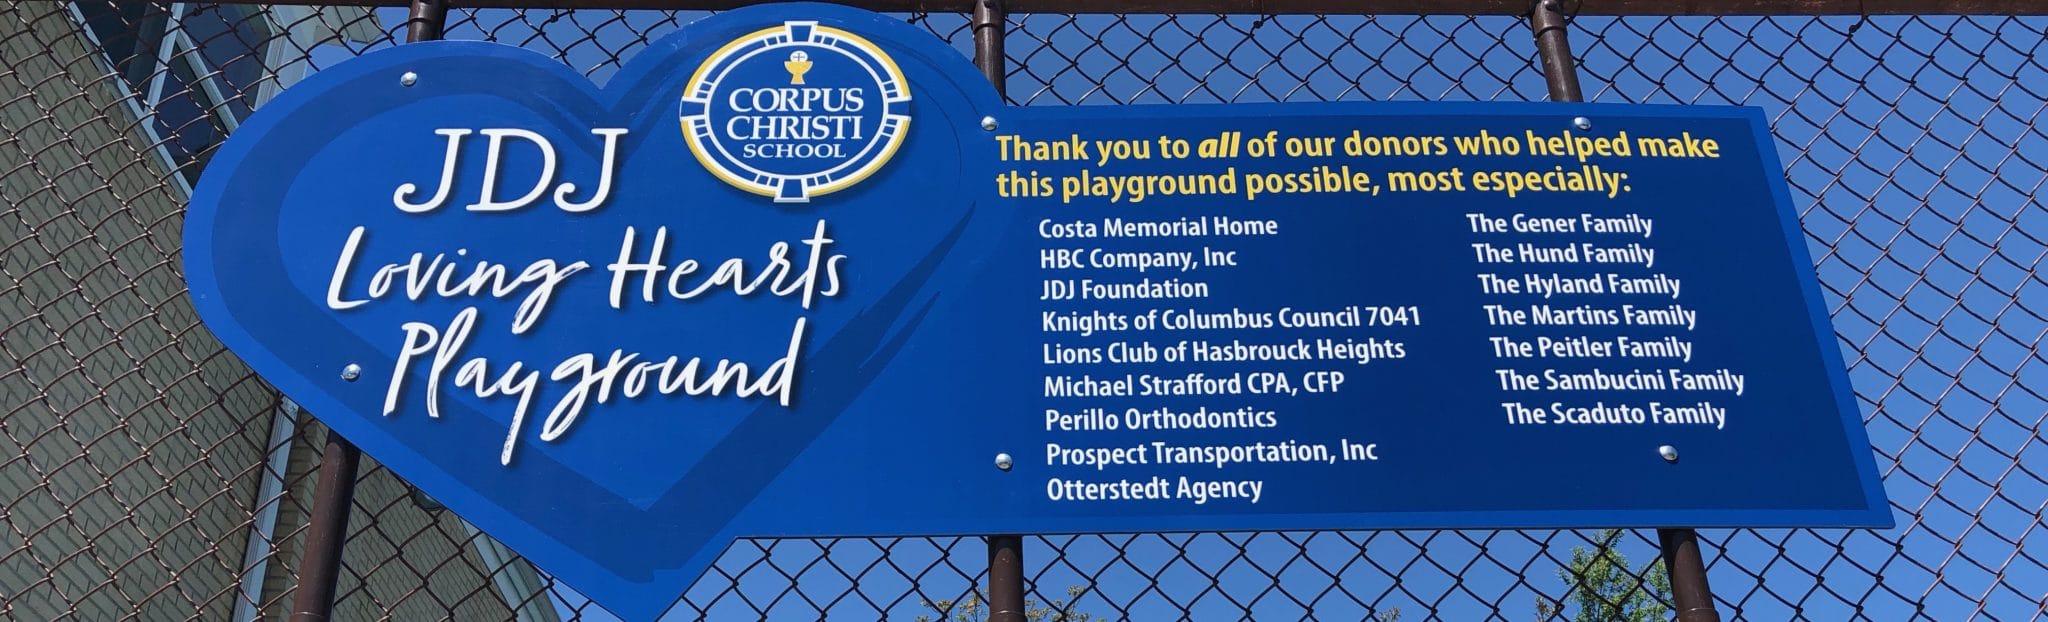 JDJ
Loving Hearts
Playground
CORPUS
CHRISTI
SCHOOL
Thank you to all of our donors who helped make
this playground possible, most especially:
Costa Memorial Home
HBC Company, Inc
JDJ Foundation
Knights of Columbus Council 7041
Lions Club of Hasbrouck Heights
Michael Strafford CPA, CFP
Perillo Orthodontics
Prospect Transportation, Inc
Otterstedt Agency
The Gener Family
The Hund Family
The Hyland Family
The Martins Family
The Peitler Family
The Sambucini Family
The Scaduto Family